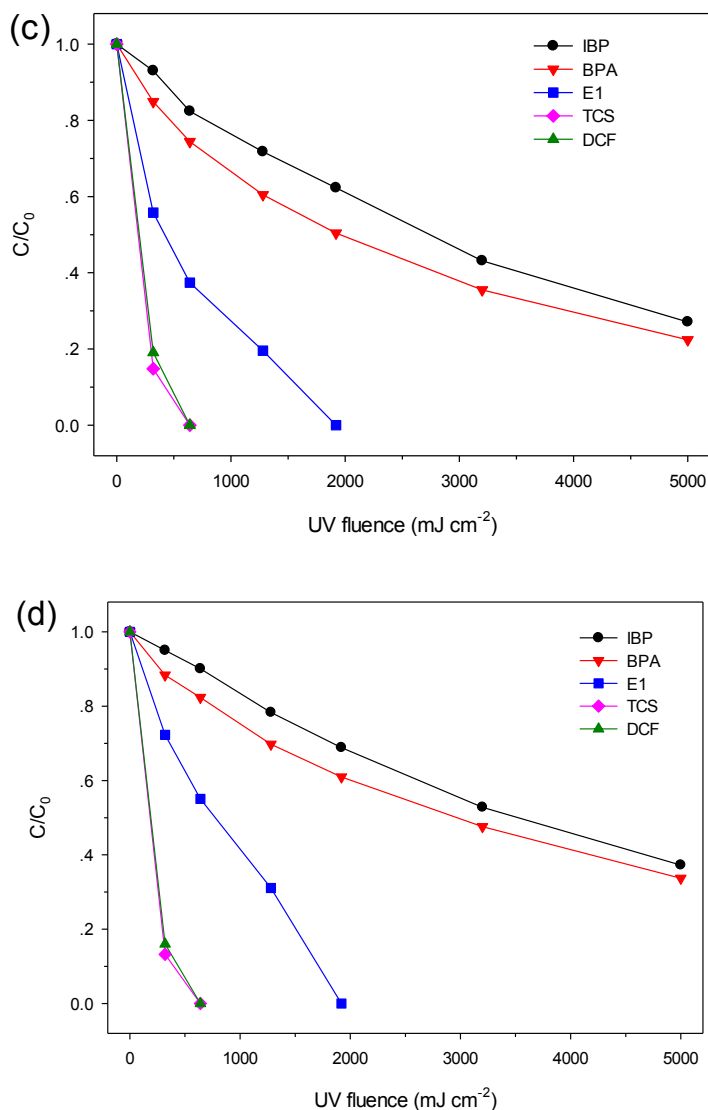 (c)
1.0
.8
.6
.4
.2
0.0
C/C0
IBP
BPA
E1
TCS
DCF
0 1000 2000 3000 4000 5000
UV fluence (mJ cm-2)
(d)
1.0
.8
.6
.4
.2
0.0
C/C0
IBP
BPA
E1
TCS
DCF
0 1000 2000 3000 4000 5000
UV fluence (mJ cm-2)